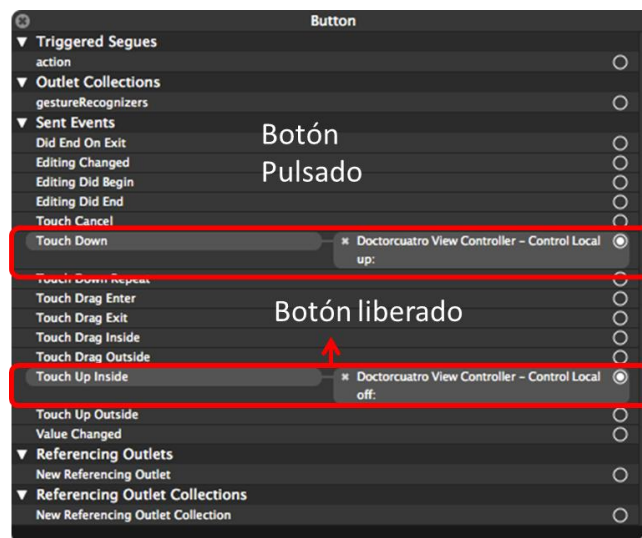 Button
Triggered Segues
action
Outlet Collections
gestureRecognizers
Sent Events
Did End On Exit
Botón
Editing Changed
Pulsado
Editing Did Begin
Editing Did End
Touch Cancel
Touch Down
Doctorcuatro View Controller – Control Local
up:
Touch Down Repeat
Touch Drag Enter
Touch Drag Exit
Botón liberado
Touch Drag Inside
Touch Drag Outside
Touch Up Inside
Doctorcuatro View Controller – Control Local
off:
Touch Up Outside
Value Changed
Referencing Outlets
New Referencing Outlet
Referencing Outlet Collections
New Referencing Outlet Collection